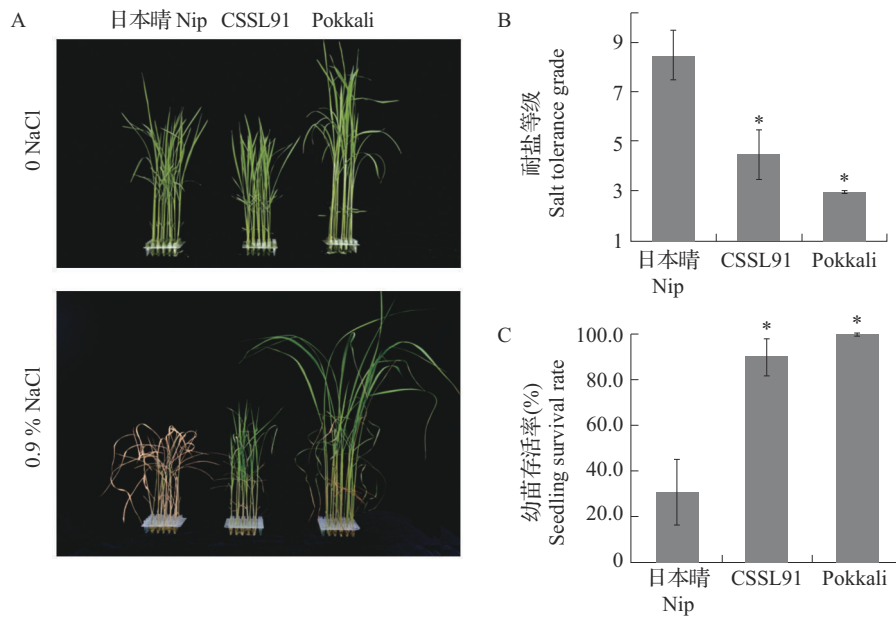 A
日本晴 Nip CSSL91 Pokkali
0 NaCl
0.9 % NaCl
B
耐盐等级
Salt tolerance grade
9
7
5
3
1
*
*
日本晴
Nip
CSSL91
Pokkali
C
幼苗存活率(%)
Seedling survival rate
100.0
80.0
60.0
40.0
20.0
0
*
*
日本晴
Nip
CSSL91
Pokkali